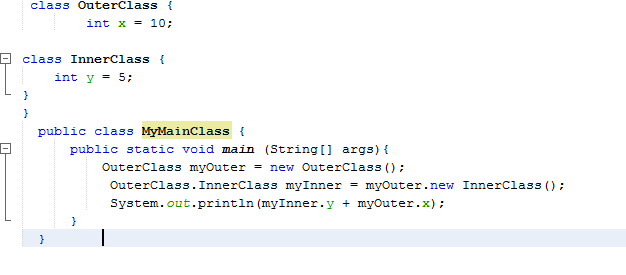 class OuterClass {
int x = 10;
class InnerClass {
int y = 5;
}
}
public class MyMainClass {
public static void main (String[] args){
OuterClass myOuter = new OuterClass();
OuterClass.InnerClass myInner = myOuter.new InnerClass();
System.out.println(myInner.y + myOuter.x);
}
}